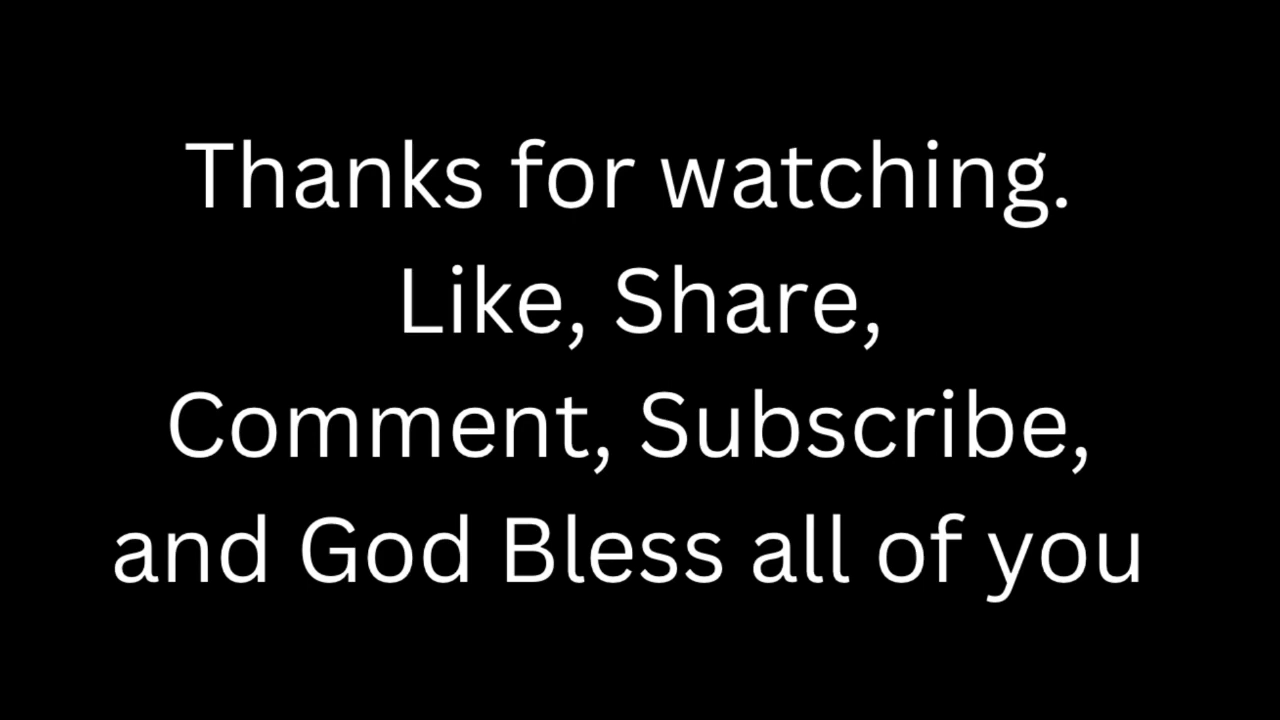 Thanks for watching.
Like, Share,
Comment, Subscribe,
and God Bless all of you